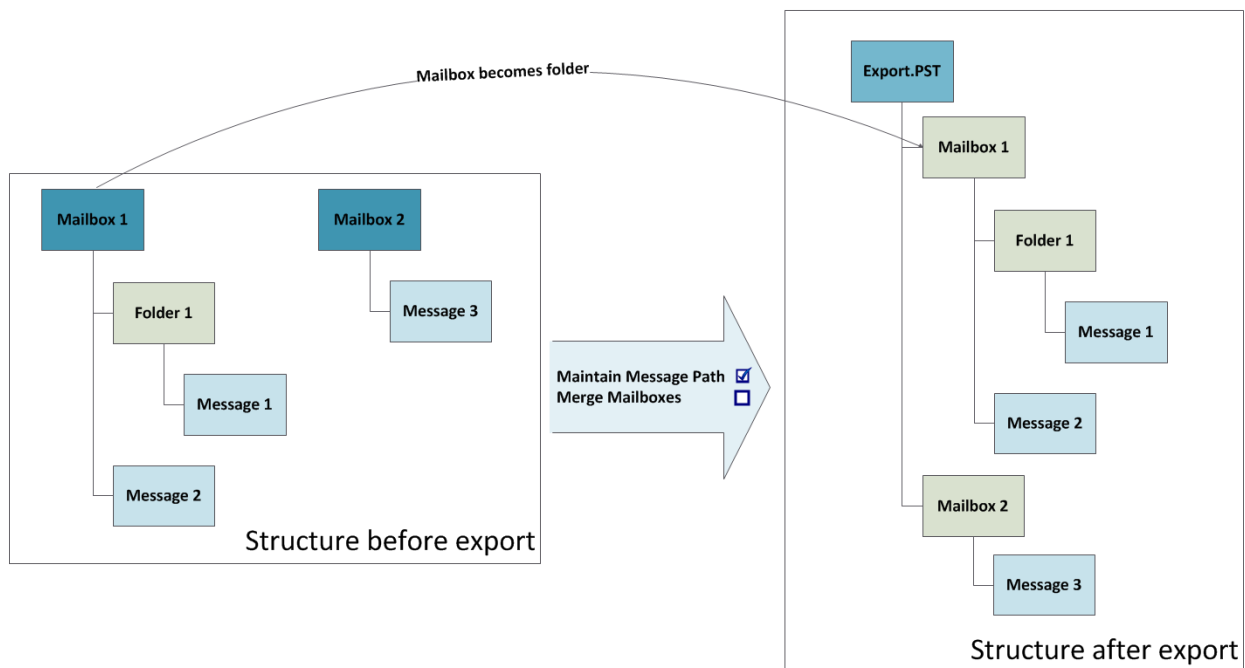 Mailbox becomes folder
Mailbox 1
Mailbox 2
Folder 1
Message 3
Message 1
Message 2
Structure before export
Maintain Message Path
Merge Mailboxes
Export.PST
Mailbox 1
Folder 1
Message 1
Message 2
Mailbox 2
Message 3
Structure after export